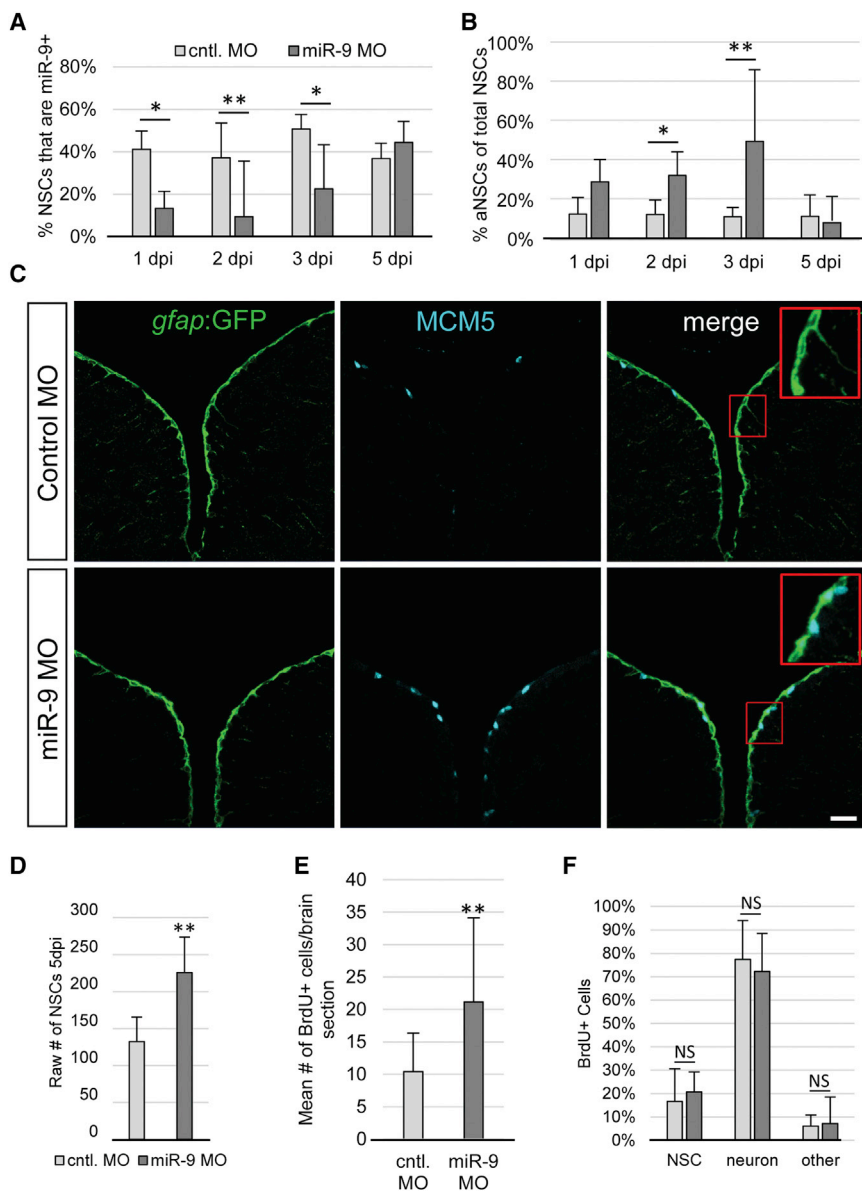 A
cntl. MO miR-9 MO
% NSCs that are miR-9+
80%
60%
40%
20%
0%
* ** *
1 dpi 2 dpi 3 dpi 5 dpi
B
% aNSCs of total NSCs
100%
80%
60%
40%
20%
0%
* **
1 dpi 2 dpi 3 dpi 5 dpi
C
gfap:GFP MCM5 merge
Control MO
miR-9 MO
D
Raw # of NSCs 5dpi
300
250
200
150
100
50
0
**
cntl. MO miR-9 MO
E
Mean # of BrdU+ cells/brain
section
40
35
30
25
20
15
10
5
0
**
cntl. miR-9
MO MO
F
BrdU+ Cells
100%
90%
80%
70%
60%
50%
40%
30%
20%
10%
0%
NS NS NS
NSC neuron other